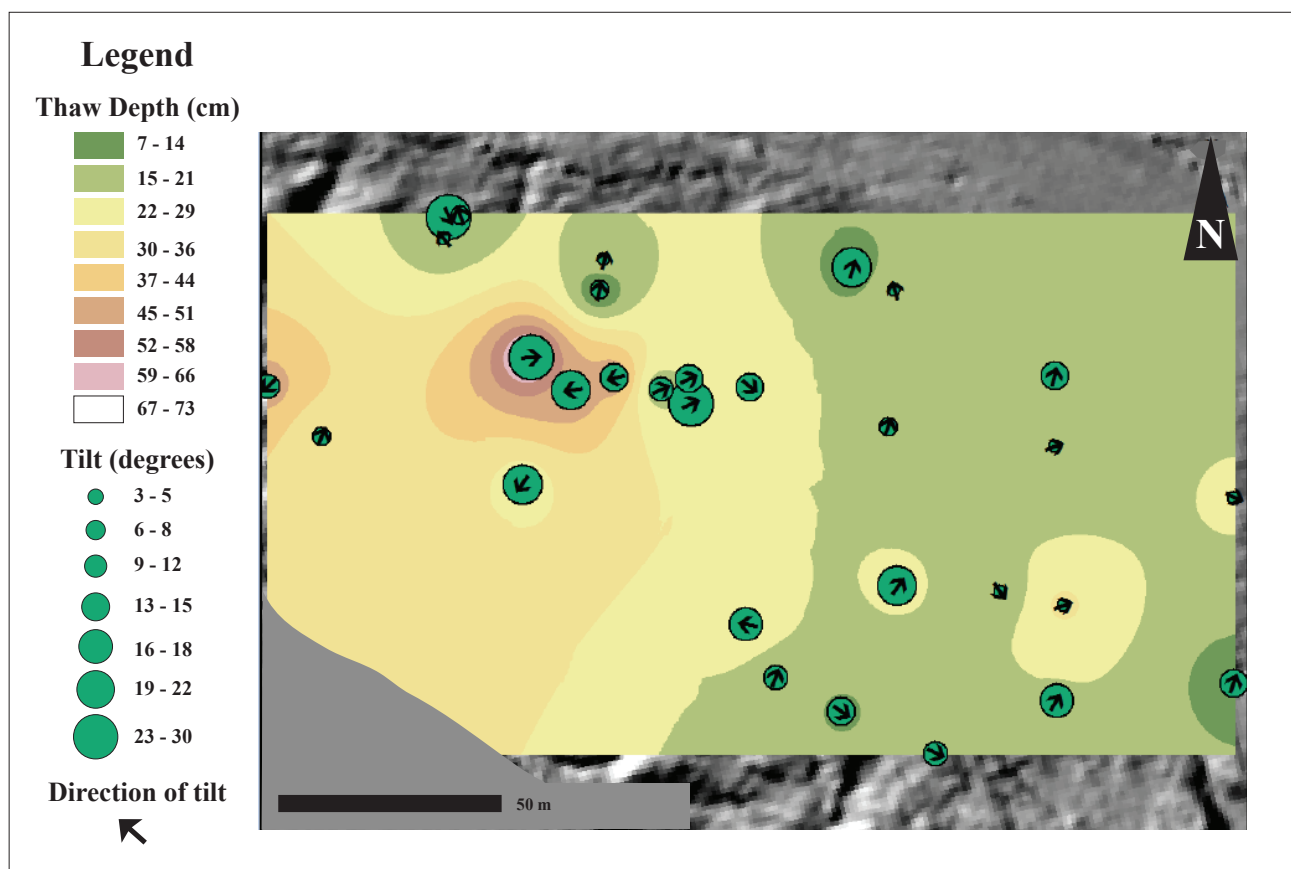 Legend
Thaw Depth (cm)
7 - 14
15 - 21
22 - 29
30 - 36
37 - 44
45 - 51
52 - 58
59 - 66
67 - 73
Tilt (degrees)
3 - 5
6 - 8
9 - 12
13 - 15
16 - 18
19 - 22
23 - 30
Direction of tilt
N
50 m